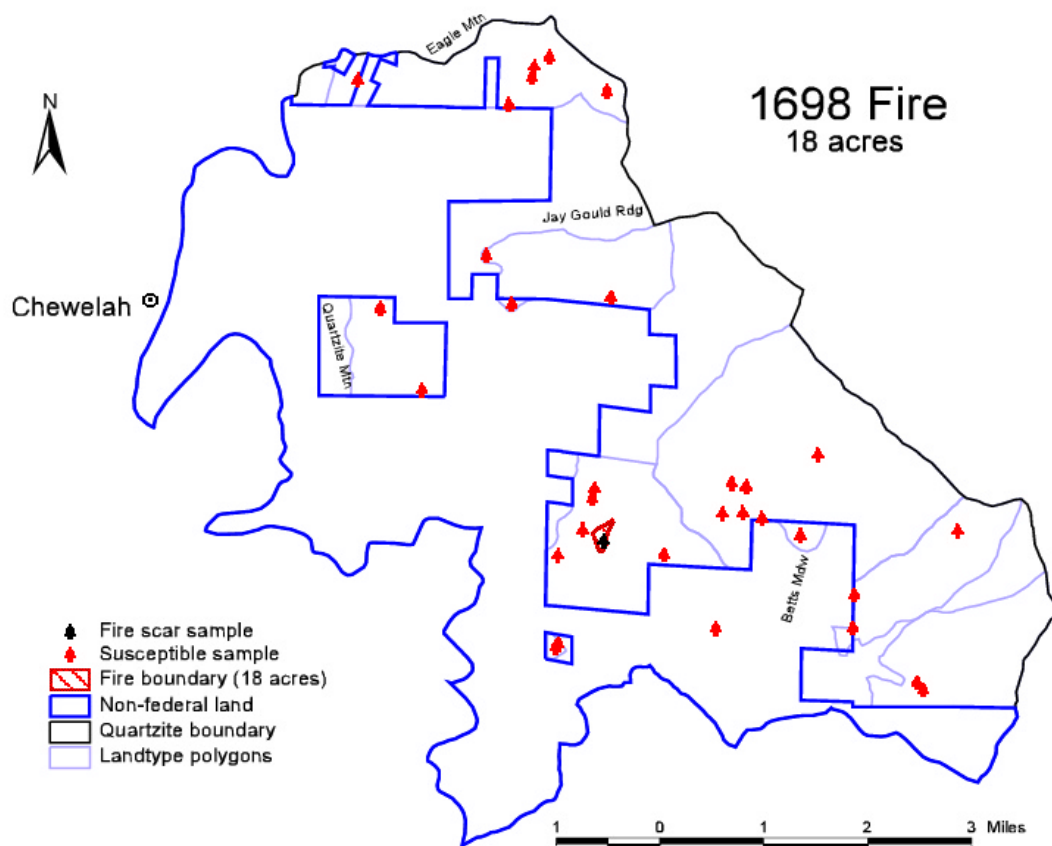 Eagle Mtn
1698 Fire
18 acres
N
Jay Gould Rdg
Chewelah
Quartzite Mtn
Betts Mdw
Fire scar sample
Susceptible sample
Fire boundary (18 acres)
Non-federal land
Quartzite boundary
Landtype polygons
1 0 1 2 3 Miles